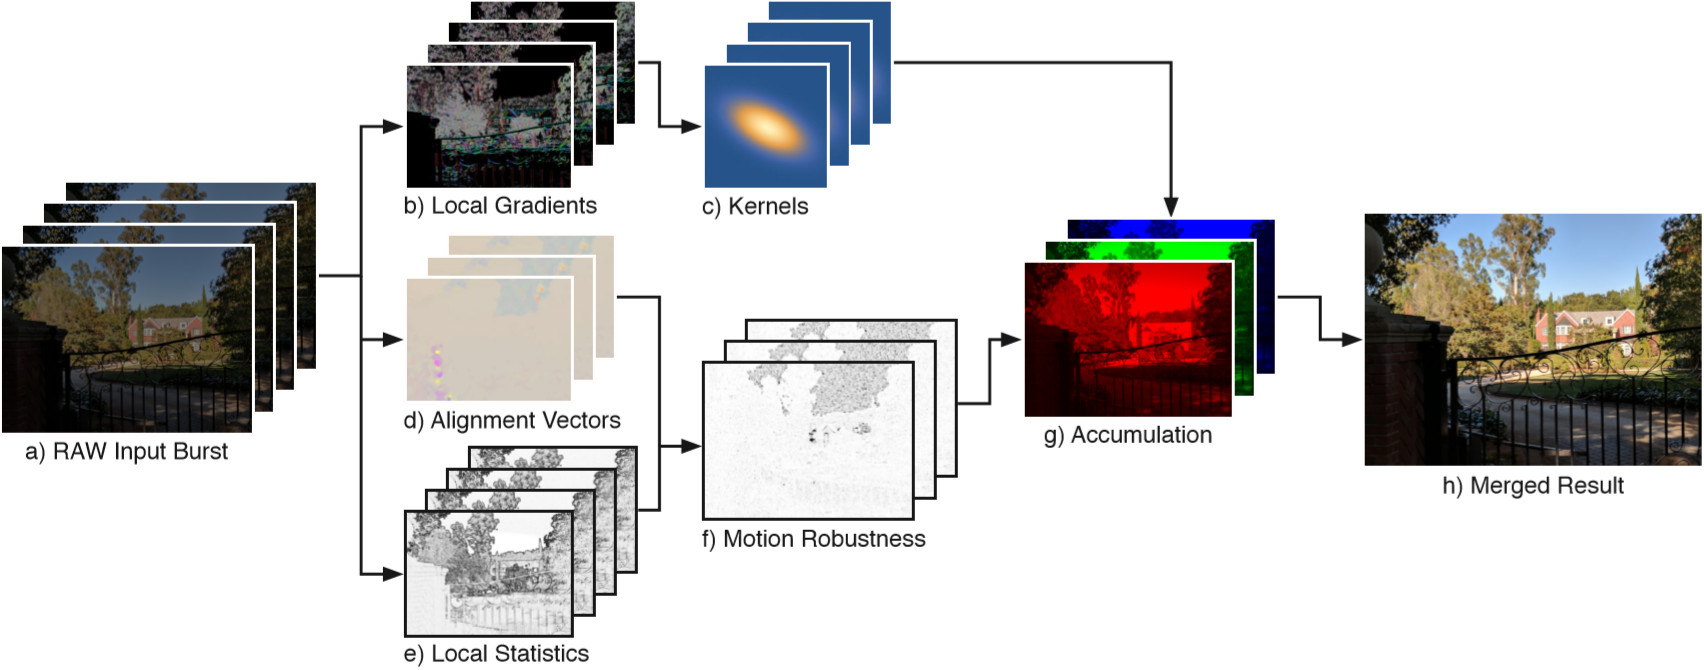 a) RAW Input Burst
b) Local Gradients
c) Kernels
d) Alignment Vectors
e) Local Statistics
f) Motion Robustness
g) Accumulation
h) Merged Result